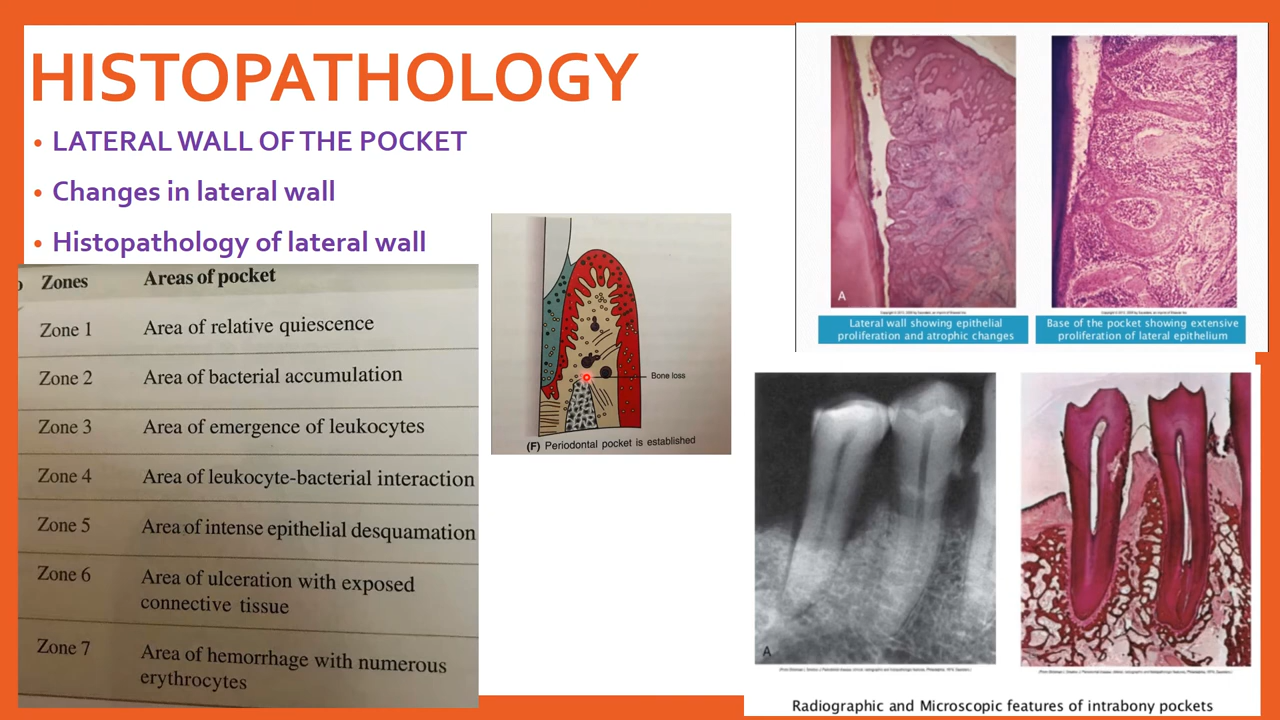 HISTOPATHOLOGY
• LATERAL WALL OF THE POCKET
• Changes in lateral wall
• Histopathology of lateral wall
Zones Areas of pocket
Zone 1 Area of relative quiescence
Zone 2 Area of bacterial accumulation
Zone 3 Area of emergence of leukocytes
Zone 4 Area of leukocyte-bacterial interaction
Zone 5 Area of intense epithelial desquamation
Zone 6 Area of ulceration with exposed
connective tissue
Zone 7 Area of hemorrhage with numerous
erythrocytes
Bone loss
(F) Periodontal pocket is established
A
Lateral wall showing epithelial
proliferation and atrophic changes
Base of the pocket showing extensive
proliferation of lateral epithelium
A
Radiographic and Microscopic features of intrabony pockets